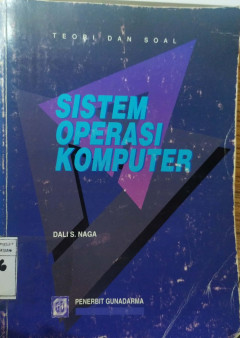 TEORI DAN SOAL
SISTEM
OPERASI
KOMPUTER
DALI S. NAGA
PENERBIT GUNADARMA